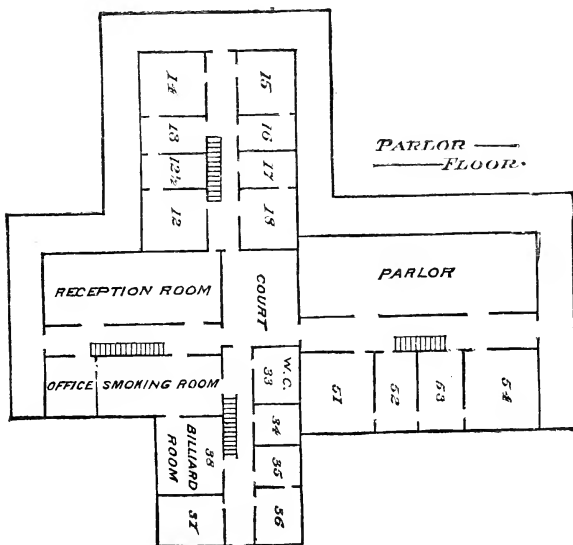 14
15
13
16
PARLOR
FLOOR.
12½
17
12
18
RECEPTION ROOM
COURT
PARLOR
OFFICE
SMOKING ROOM
W.C.
33
51
52
53
54
34
38
BILLIARD
ROOM
35
37
36